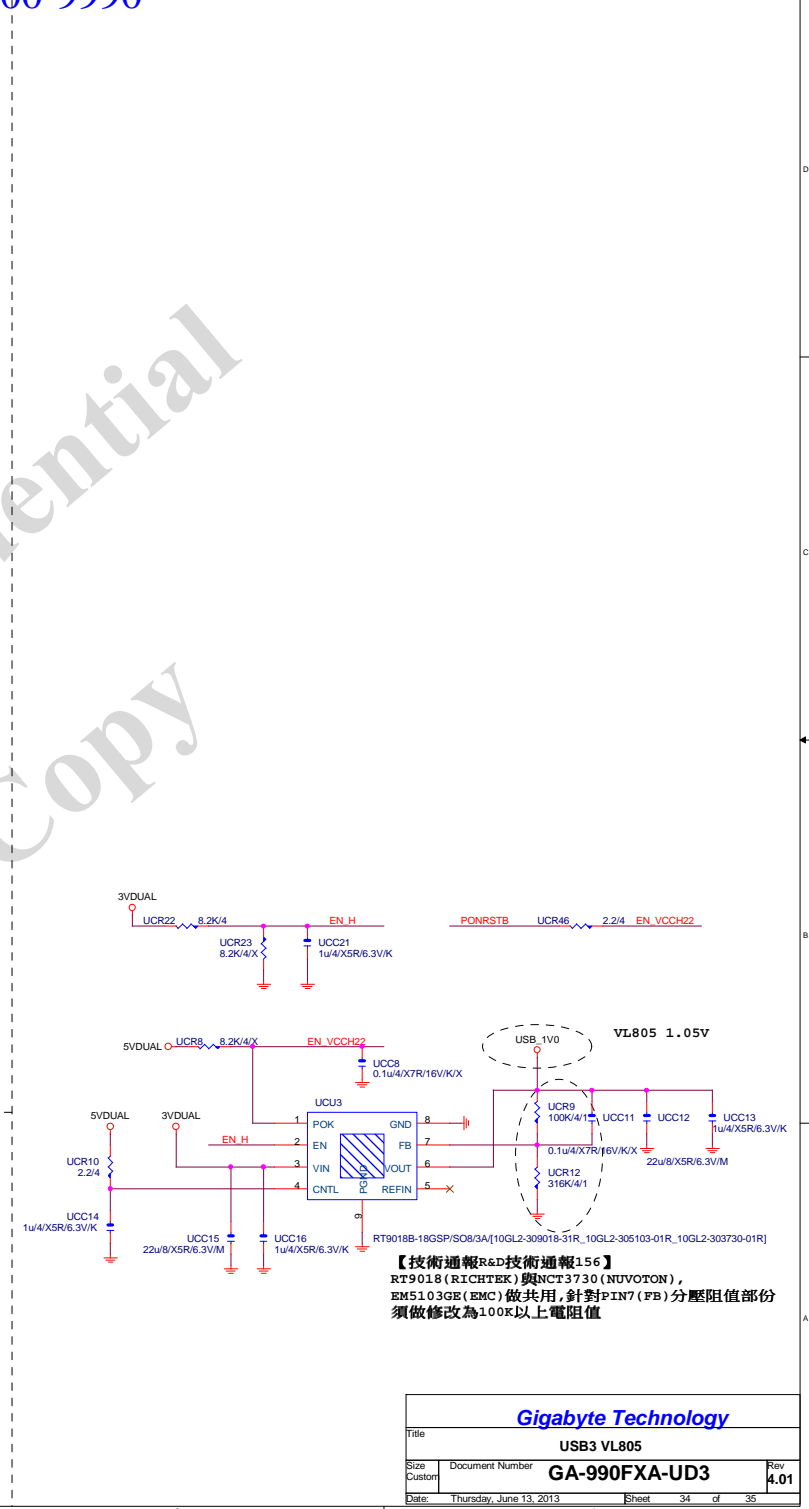 D
ential
C
Copy
3VDUAL
UCR22 8.2K/4 EN_H
UCR23
8.2K/4/X
UCC21
1u/4/X5R/6.3V/K
PONRSTB UCR46 2.2/4 EN_VCCH22
B
5VDUAL UCR8 8.2K/4/X EN_VCCH22
UCC8
0.1u/4/X7R/16V/K/X
USB_1V0
VL805 1.05V
UCU3
5VDUAL 3VDUAL
EN_H
UCR10
2.2/4
UCC14
1u/4/X5R/6.3V/K
1 POK
2 EN
3 VIN
4 CNTL
GND 8
FB 7
VOUT 6
REFIN 5
PGND
9
UCR9
100K/4/1
UCC11
0.1u/4/X7R/16V/K/X
UCC12
22u/8/X5R/6.3V/M
UCC13
1u/4/X5R/6.3V/K
UCR12
316K/4/1
UCC15
22u/8/X5R/6.3V/M
UCC16
1u/4/X5R/6.3V/K
RT9018B-18GSP/SO8/3A/[10GL2-309018-31R_10GL2-305103-01R_10GL2-303730-01R]
【技術通報R&D技術通報156】
RT9018(RICHTEK)與NCT3730(NUVOTON),
EM5103GE(EMC)做共用,針對PIN7(FB)分壓阻值部份
須做修改為100K以上電阻值
A
Gigabyte Technology
Title
USB3 VL805
Size
Custom
Document Number
GA-990FXA-UD3
Rev
4.01
Date: Thursday, June 13, 2013 Sheet 34 of 35